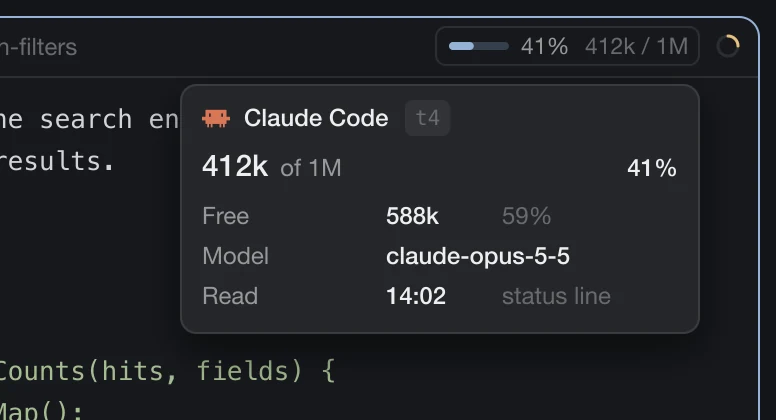 n-filters
41% 412k / 1M
he search en
results.
Claude Code t4
412k of 1M 41%
Free 588k 59%
Model claude-opus-5-5
Read 14:02 status line
Counts(hits, fields) {
Map();